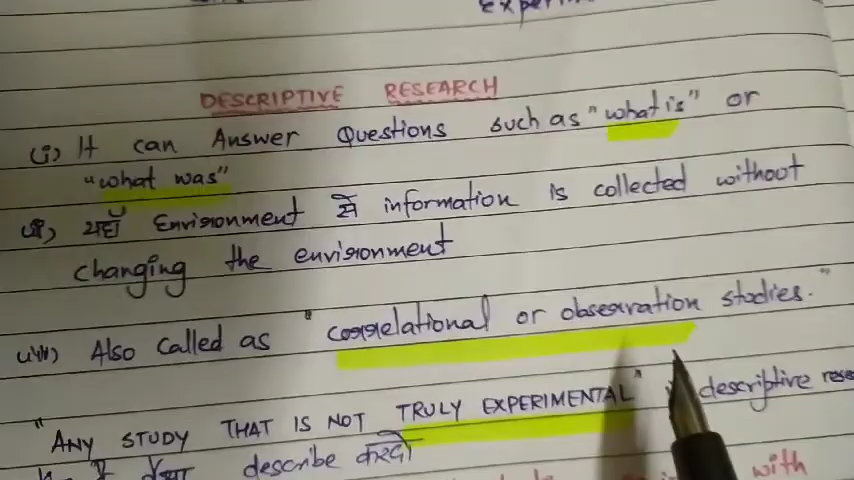 DESCRIPTIVE RESEARCH
(i) It can Answer Questions such as "what is" or
"what was"
(ii) यहाँ Environment से information is collected without
changing the environment
(iii) Also called as "correlational or observation studies."
"ANY STUDY THAT IS NOT TRULY EXPERIMENTAL" descriptive
describe करदो
with